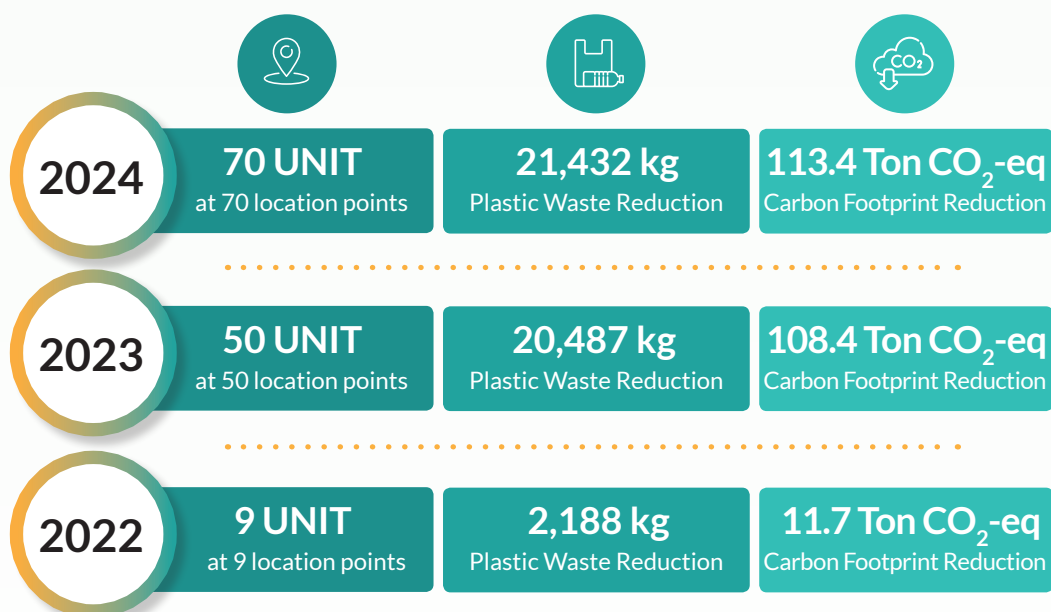 CO2
2024
70 UNIT
at 70 location points
21,432 kg
Plastic Waste Reduction
113.4 Ton CO2-eq
Carbon Footprint Reduction
2023
50 UNIT
at 50 location points
20,487 kg
Plastic Waste Reduction
108.4 Ton CO2-eq
Carbon Footprint Reduction
2022
9 UNIT
at 9 location points
2,188 kg
Plastic Waste Reduction
11.7 Ton CO2-eq
Carbon Footprint Reduction